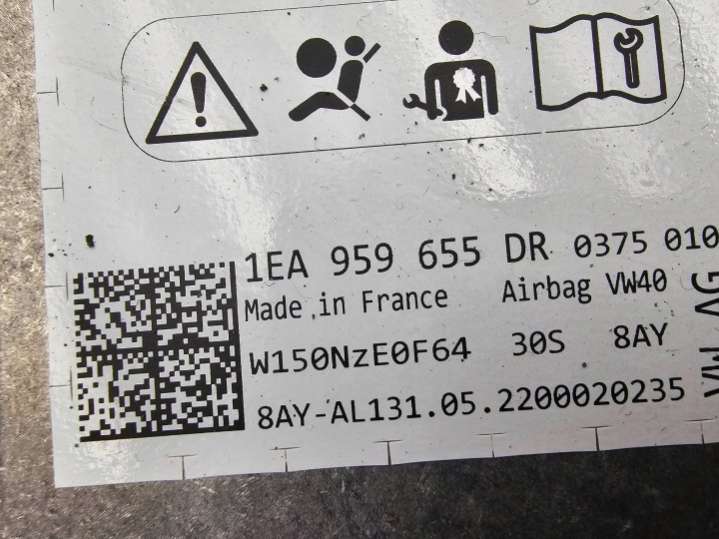 1EA 959 655 DR 0375 010
Made in France Airbag VW40
W150NzE0F64 30S 8AY
8AY-AL131.05.2200020235